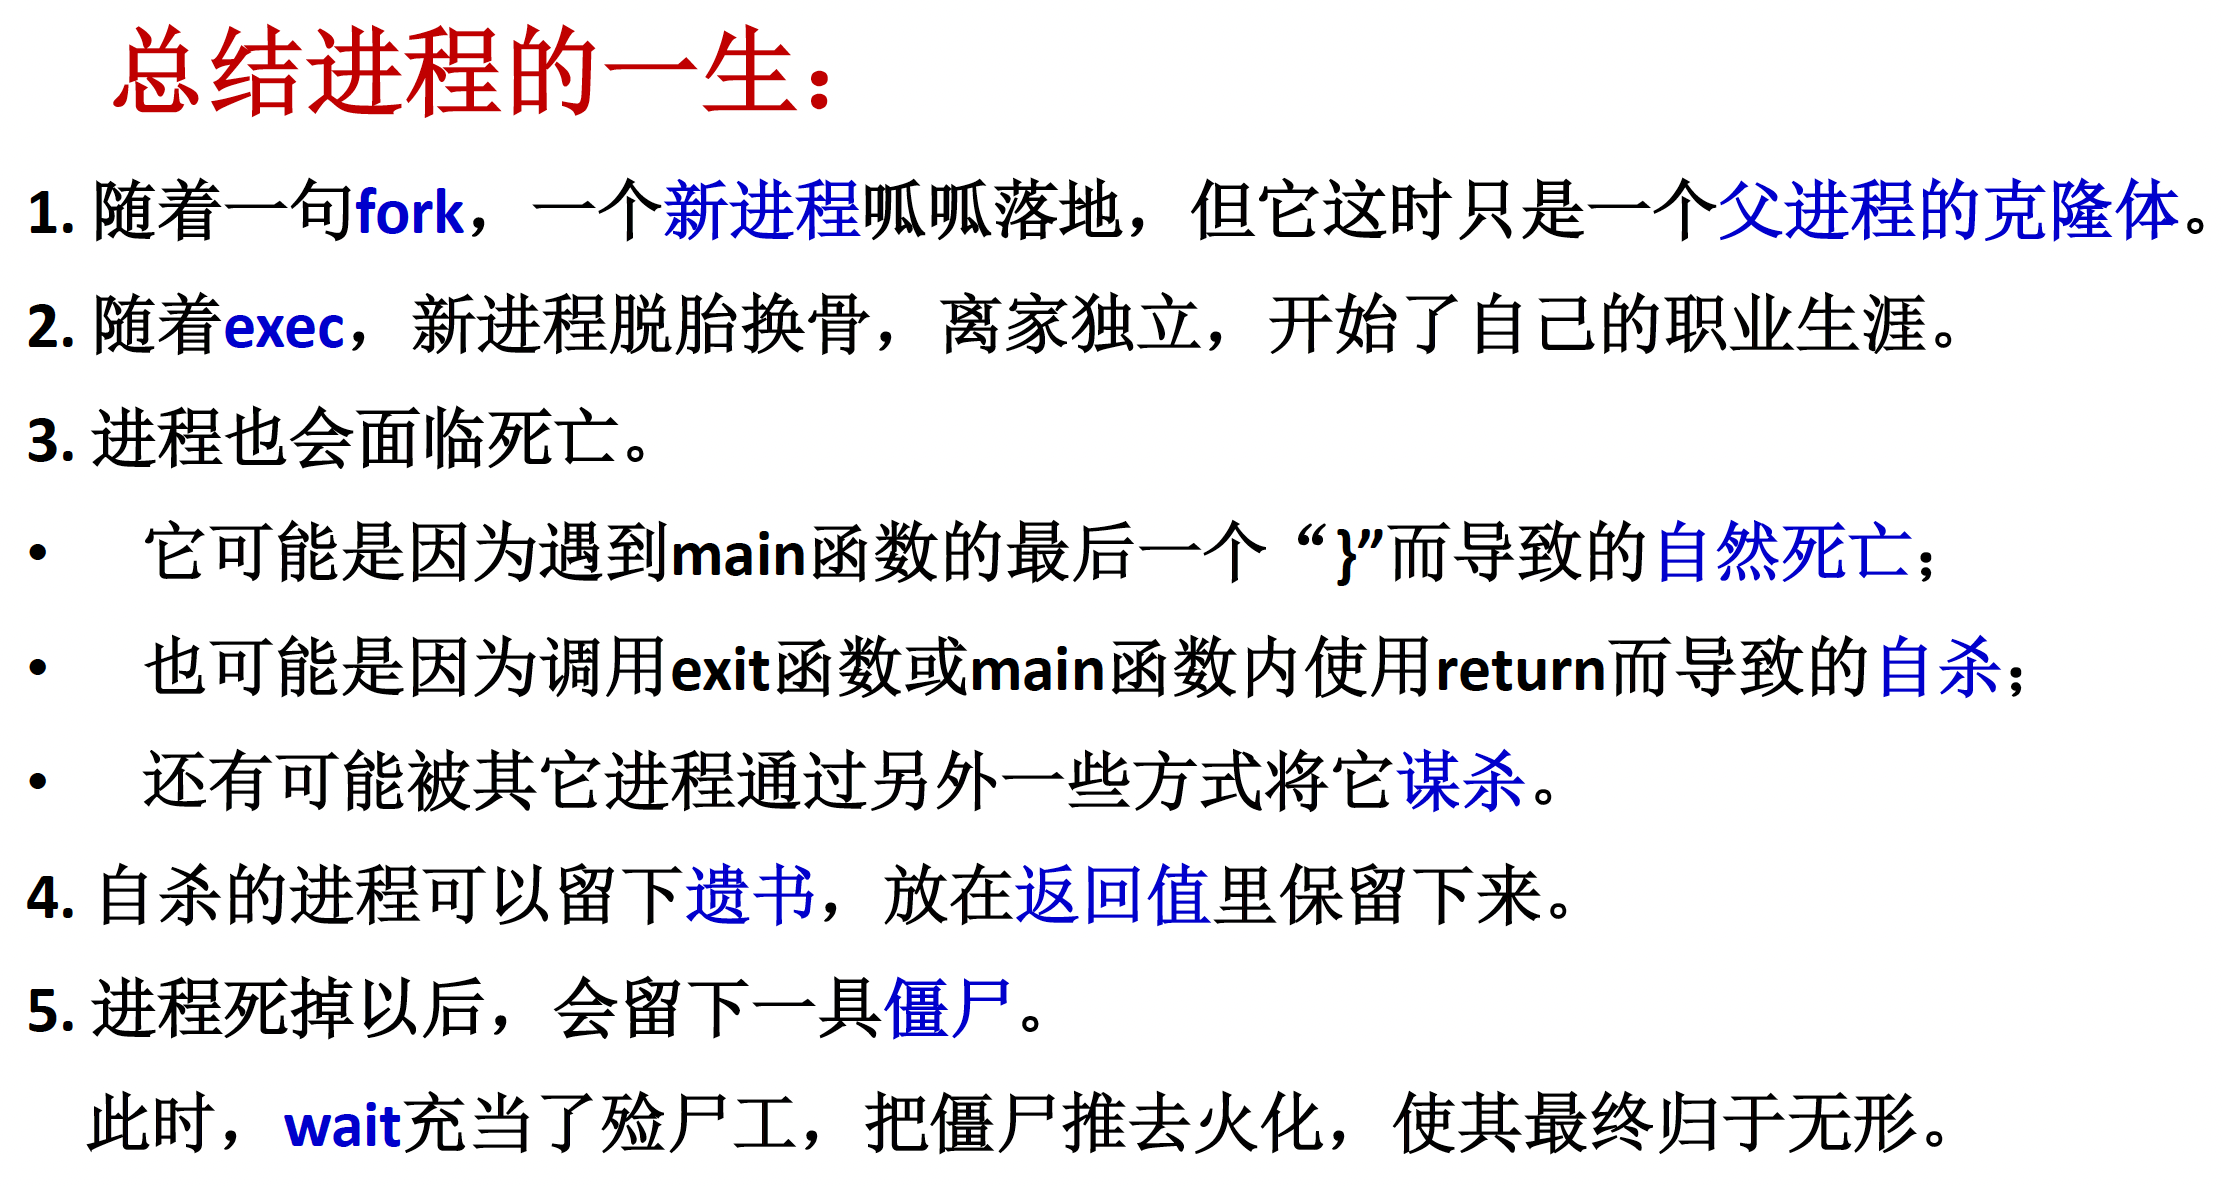 总结进程的一生：
1. 随着一句fork，一个新进程呱呱落地，但它这时只是一个父进程的克隆体。
2. 随着exec，新进程脱胎换骨，离家独立，开始了自己的职业生涯。
3. 进程也会面临死亡。
• 它可能是因为遇到main函数的最后一个“}”而导致的自然死亡；
• 也可能是因为调用exit函数或main函数内使用return而导致的自杀；
• 还有可能被其它进程通过另外一些方式将它谋杀。
4. 自杀的进程可以留下遗书，放在返回值里保留下来。
5. 进程死掉以后，会留下一具僵尸。
此时，wait充当了殓尸工，把僵尸推去火化，使其最终归于无形。